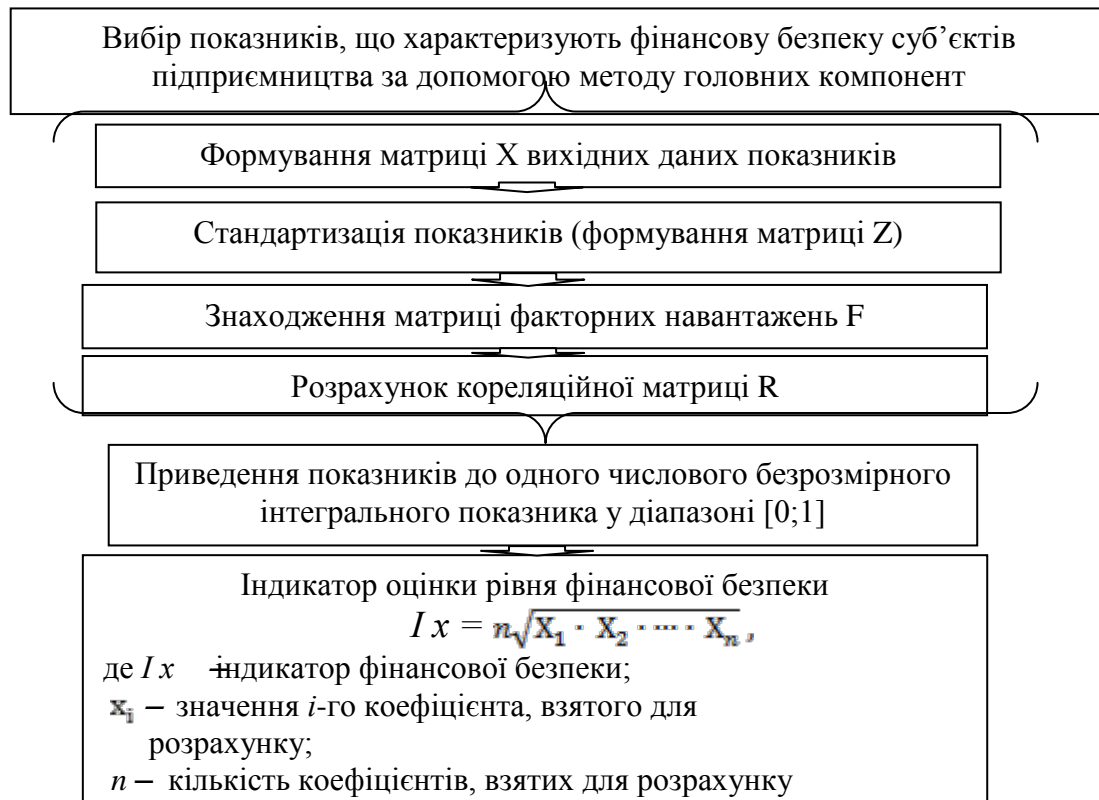 Вибір показників, що характеризують фінансову безпеку суб’єктів
підприємництва за допомогою методу головних компонент
Формування матриці X вихідних даних показників
Стандартизація показників (формування матриці Z)
Знаходження матриці факторних навантажень F
Розрахунок кореляційної матриці R
Приведення показників до одного числового безрозмірного
інтегрального показника у діапазоні [0;1]
Індикатор оцінки рівня фінансової безпеки
I x = n√X₁ · X₂ · ··· · Xₙ ,
де I x – індикатор фінансової безпеки;
xᵢ – значення i-го коефіцієнта, взятого для
розрахунку;
n – кількість коефіцієнтів, взятих для розрахунку